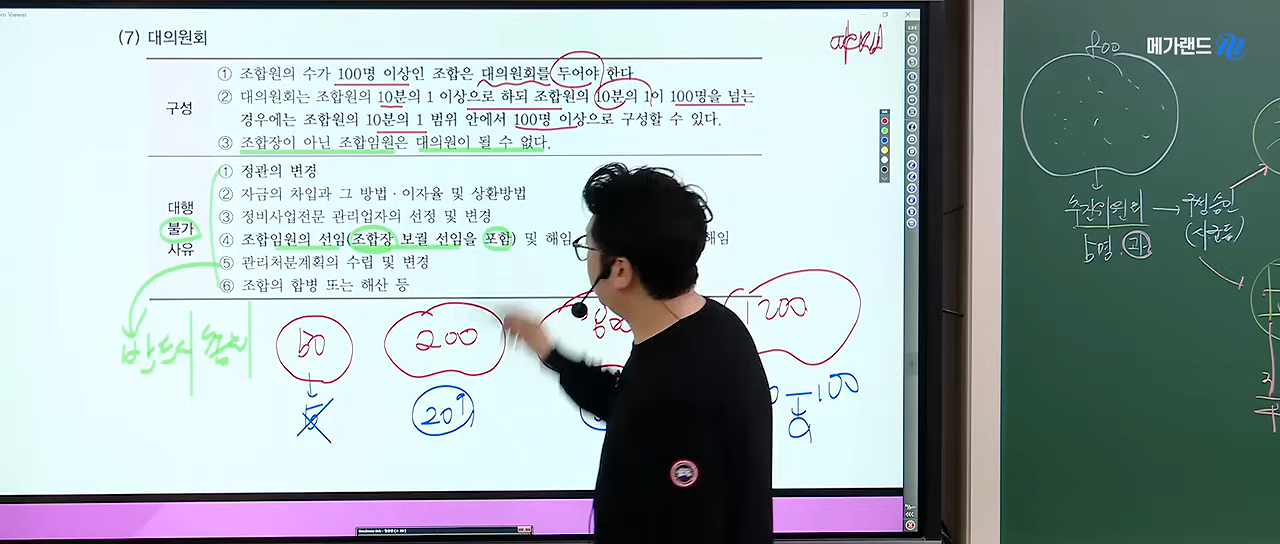 (7) 대의원회
구성
① 조합원의 수가 100명 이상인 조합은 대의원회를 두어야 한다
② 대의원회는 조합원의 10분의 1 이상으로 하되 조합원의 10분의 1이 100명을 넘는
경우에는 조합원의 10분의 1 범위 안에서 100명 이상으로 구성할 수 있다.
③ 조합장이 아닌 조합임원은 대의원이 될 수 없다.
대행
불가
사유
① 정관의 변경
② 자금의 차입과 그 방법·이자율 및 상환방법
③ 정비사업전문 관리업자의 선정 및 변경
④ 조합임원의 선임(조합장 보궐 선임을 포함) 및 해임
해임
⑤ 관리처분계획의 수립 및 변경
⑥ 조합의 합병 또는 해산 등
반드시 총회
50
200
200
20↑
100
800
메가랜드
추진위원회
5명
과
구청승인